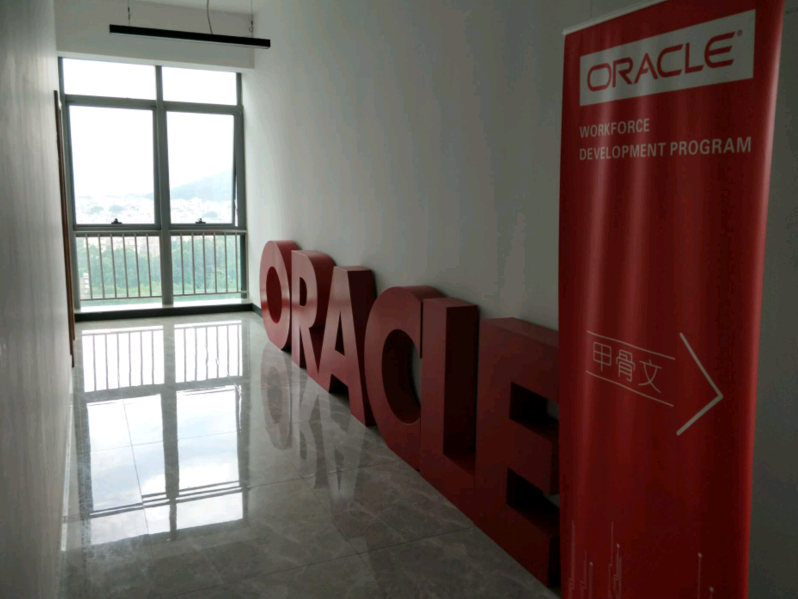 ORACLE
ORACLE
WORKFORCE
DEVELOPMENT PROGRAM
甲骨文